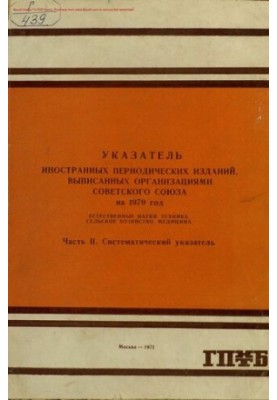 Г
439.
УКАЗАТЕЛЬ
ИНОСТРАННЫХ ПЕРИОДИЧЕСКИХ ИЗДАНИЙ,
ВЫПИСАННЫХ ОРГАНИЗАЦИЯМИ
СОВЕТСКОГО СОЮЗА
на 1970 год
ЕСТЕСТВЕННЫЕ НАУКИ ТЕХНИКА
СЕЛЬСКОЕ ХОЗЯЙСТВО МЕДИЦИНА
Часть II. Систематический указатель
Москва — 1971
ГПНТБ